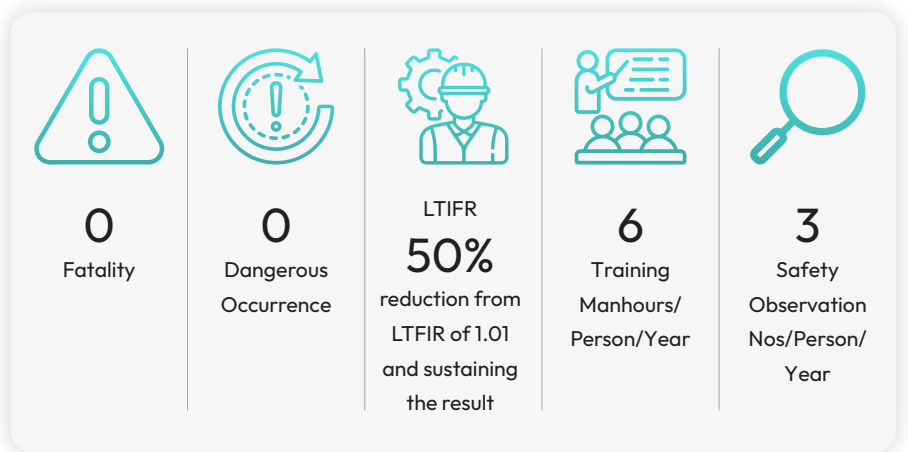 0
Fatality
0
Dangerous
Occurrence
LTIFR
50%
reduction from
LTFIR of 1.01
and sustaining
the result
6
Training
Manhours/
Person/Year
3
Safety
Observation
Nos/Person/
Year